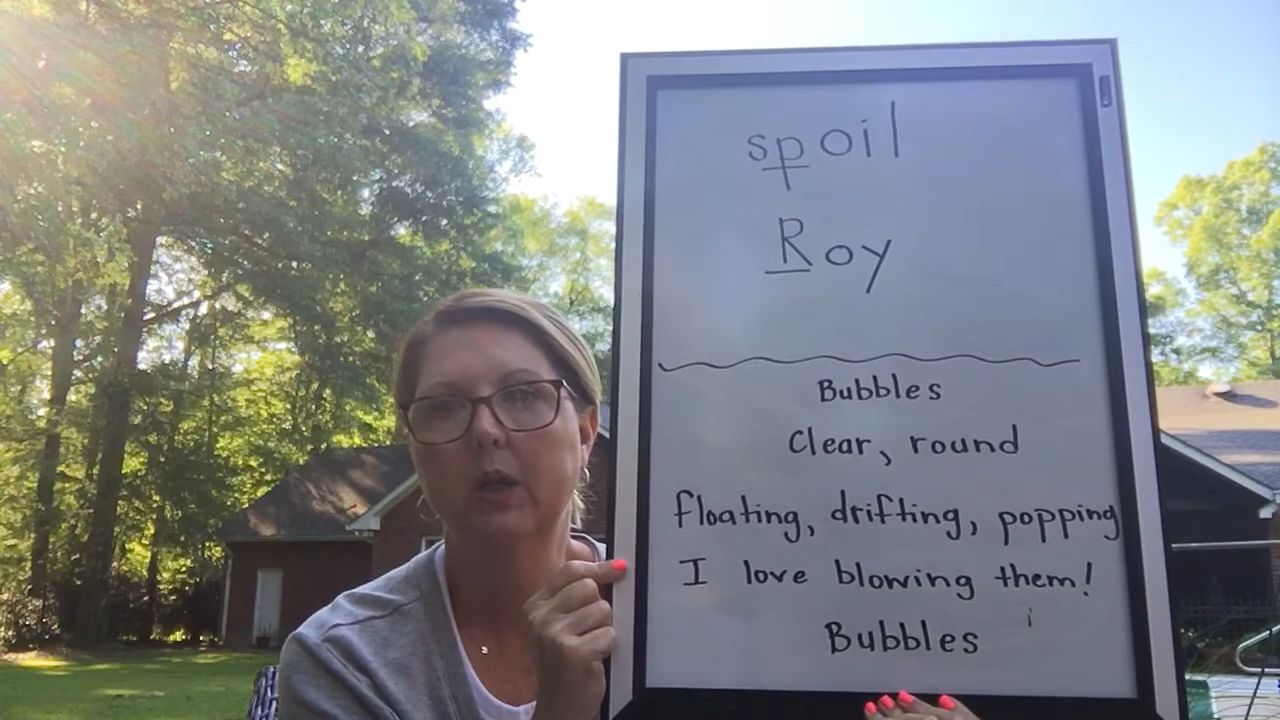 spoil
Roy
Bubbles
Clear, round
floating, drifting, popping
I love blowing them!
Bubbles